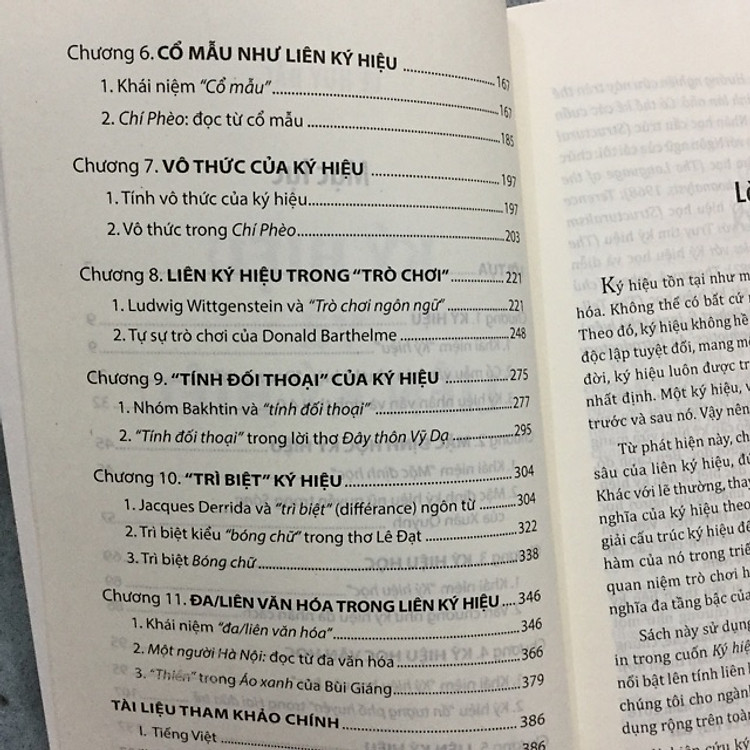 Chương 6. CỔ MẪU NHƯ LIÊN KÝ HIỆU ........ 167
1. Khái niệm “Cổ mẫu” ........ 167
2. Chí Phèo: đọc từ cổ mẫu ........ 185
Chương 7. VÔ THỨC CỦA KÝ HIỆU ........ 197
1. Tính vô thức của ký hiệu ........ 197
2. Vô thức trong Chí Phèo ........ 203
Chương 8. LIÊN KÝ HIỆU TRONG “TRÒ CHƠI” ........ 221
1. Ludwig Wittgenstein và “Trò chơi ngôn ngữ” ........ 221
2. Tự sự trò chơi của Donald Barthelme ........ 248
Chương 9. “TÍNH ĐỐI THOẠI” CỦA KÝ HIỆU ........ 275
1. Nhóm Bakhtin và “tính đối thoại” ........ 277
2. “Tính đối thoại” trong lời thơ Đây thôn Vỹ Dạ ........ 295
Chương 10. “TRÌ BIỆT” KÝ HIỆU ........ 304
1. Jacques Derrida và “trì biệt” (différance) ngôn từ ........ 304
2. Trì biệt kiểu “bóng chữ” trong thơ Lê Đạt ........ 322
3. Trì biệt Bóng chữ ........ 338
Chương 11. ĐA/LIÊN VĂN HÓA TRONG LIÊN KÝ HIỆU .... 346
1. Khái niệm “đa/liên văn hóa” ........ 346
2. Một người Hà Nội: đọc từ đa văn hóa ........ 366
3. “Thiền” trong Áo xanh của Bùi Giáng ........ 379
TÀI LIỆU THAM KHẢO CHÍNH ........ 386
I. Tiếng Việt ........ 386
Ký hiệu tồn tại như m
hóa. Không thể có bất cứ
Theo đó, ký hiệu không hề
độc lập tuyệt đối, mang mộ
đời, ký hiệu luôn được tr
nhất định. Một ký hiệu, v
trước và sau nó. Vậy nên
Từ phát hiện này, ch
sâu của liên ký hiệu, đú
Khác với lẽ thường, thay
nghĩa của ký hiệu theo
giải cấu trúc ký hiệu để
hàm của nó trong triế
quan niệm trò chơi h
nghĩa đa tầng bậc của
Sách này sử dụng
in trong cuốn Ký hiệ
nổi bật lên tính liên
chúng tôi cho ngàn
dụng rộng trên toàn